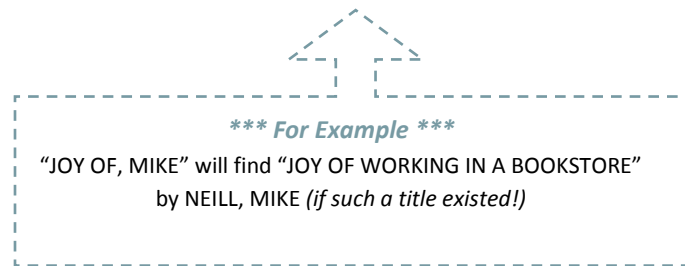 *** For Example ***
“JOY OF, MIKE” will find “JOY OF WORKING IN A BOOKSTORE”
by NEILL, MIKE (if such a title existed!)